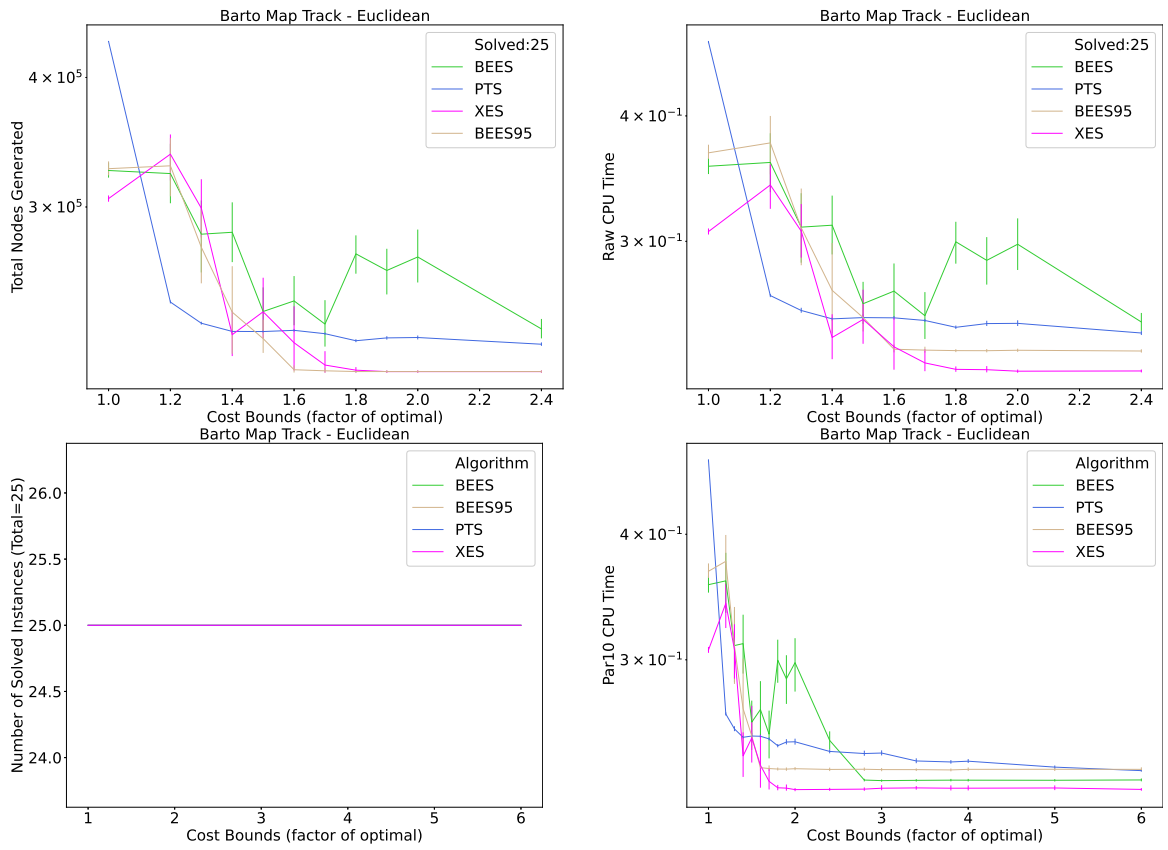 Barto Map Track - Euclidean
Total Nodes Generated
4 × 10^5
3 × 10^5
Solved:25
BEES
PTS
XES
BEES95
1.0 1.2 1.4 1.6 1.8 2.0 2.2 2.4
Cost Bounds (factor of optimal)
Barto Map Track - Euclidean
Raw CPU Time
4 × 10^-1
3 × 10^-1
Solved:25
BEES
PTS
BEES95
XES
1.0 1.2 1.4 1.6 1.8 2.0 2.2 2.4
Cost Bounds (factor of optimal)
Barto Map Track - Euclidean
Number of Solved Instances (Total=25)
26.0
25.5
25.0
24.5
24.0
Algorithm
BEES
BEES95
PTS
XES
1 2 3 4 5 6
Cost Bounds (factor of optimal)
Barto Map Track - Euclidean
Par10 CPU Time
4 × 10^-1
3 × 10^-1
Algorithm
BEES
PTS
BEES95
XES
1 2 3 4 5 6
Cost Bounds (factor of optimal)